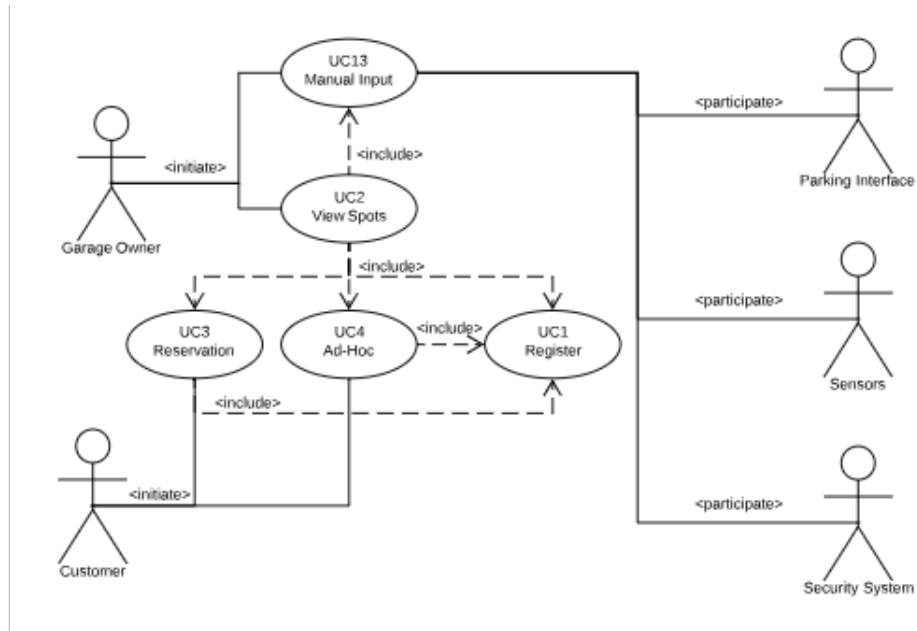 UC13
Manual Input
<participate>
Parking Interface
<initiate>
<include>
UC2
View Spots
Garage Owner
<include>
<participate>
UC3
Reservation
UC4
Ad-Hoc
<include>
UC1
Register
Sensors
<include>
<initiate>
<participate>
Customer
Security System